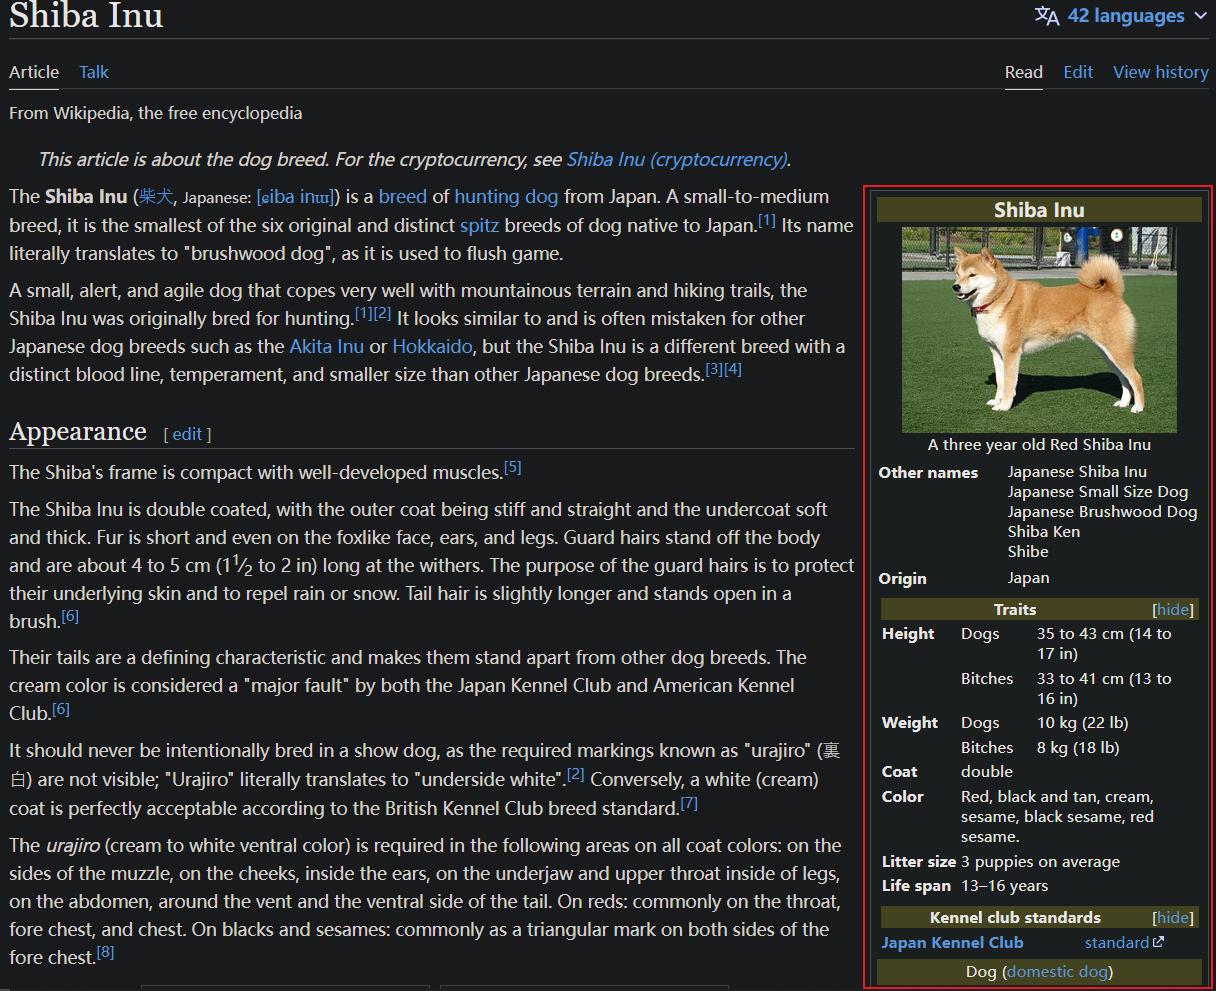 Shiba Inu
42 languages
Article Talk
Read Edit View history
From Wikipedia, the free encyclopedia
This article is about the dog breed. For the cryptocurrency, see Shiba Inu (cryptocurrency).
The Shiba Inu (柴犬, Japanese: [ɕiba inɯɯ]) is a breed of hunting dog from Japan. A small-to-medium
breed, it is the smallest of the six original and distinct spitz breeds of dog native to Japan.[1] Its name
literally translates to "brushwood dog", as it is used to flush game.
A small, alert, and agile dog that copes very well with mountainous terrain and hiking trails, the
Shiba Inu was originally bred for hunting.[1][2] It looks similar to and is often mistaken for other
Japanese dog breeds such as the Akita Inu or Hokkaido, but the Shiba Inu is a different breed with a
distinct blood line, temperament, and smaller size than other Japanese dog breeds.[3][4]
Appearance [ edit ]
The Shiba's frame is compact with well-developed muscles.[5]
The Shiba Inu is double coated, with the outer coat being stiff and straight and the undercoat soft
and thick. Fur is short and even on the foxlike face, ears, and legs. Guard hairs stand off the body
and are about 4 to 5 cm (1 1⁄2 to 2 in) long at the withers. The purpose of the guard hairs is to protect
their underlying skin and to repel rain or snow. Tail hair is slightly longer and stands open in a
brush.[6]
Their tails are a defining characteristic and makes them stand apart from other dog breeds. The
cream color is considered a "major fault" by both the Japan Kennel Club and American Kennel
Club.[6]
It should never be intentionally bred in a show dog, as the required markings known as "urajiro" (裏
白) are not visible; "Urajiro" literally translates to "underside white".[2] Conversely, a white (cream)
coat is perfectly acceptable according to the British Kennel Club breed standard.[7]
The urajiro (cream to white ventral color) is required in the following areas on all coat colors: on the
sides of the muzzle, on the cheeks, inside the ears, on the underjaw and upper throat inside of legs,
on the abdomen, around the vent and the ventral side of the tail. On reds: commonly on the throat,
fore chest, and chest. On blacks and sesames: commonly as a triangular mark on both sides of the
fore chest.[8]
Shiba Inu
A three year old Red Shiba Inu
Other names Japanese Shiba Inu
Japanese Small Size Dog
Japanese Brushwood Dog
Shiba Ken
Shibe
Origin Japan
Traits [hide]
Height Dogs 35 to 43 cm (14 to
17 in)
Bitches 33 to 41 cm (13 to
16 in)
Weight Dogs 10 kg (22 lb)
Bitches 8 kg (18 lb)
Coat double
Color Red, black and tan, cream,
sesame, black sesame, red
sesame.
Litter size 3 puppies on average
Life span 13–16 years
Kennel club standards [hide]
Japan Kennel Club standard
Dog (domestic dog)